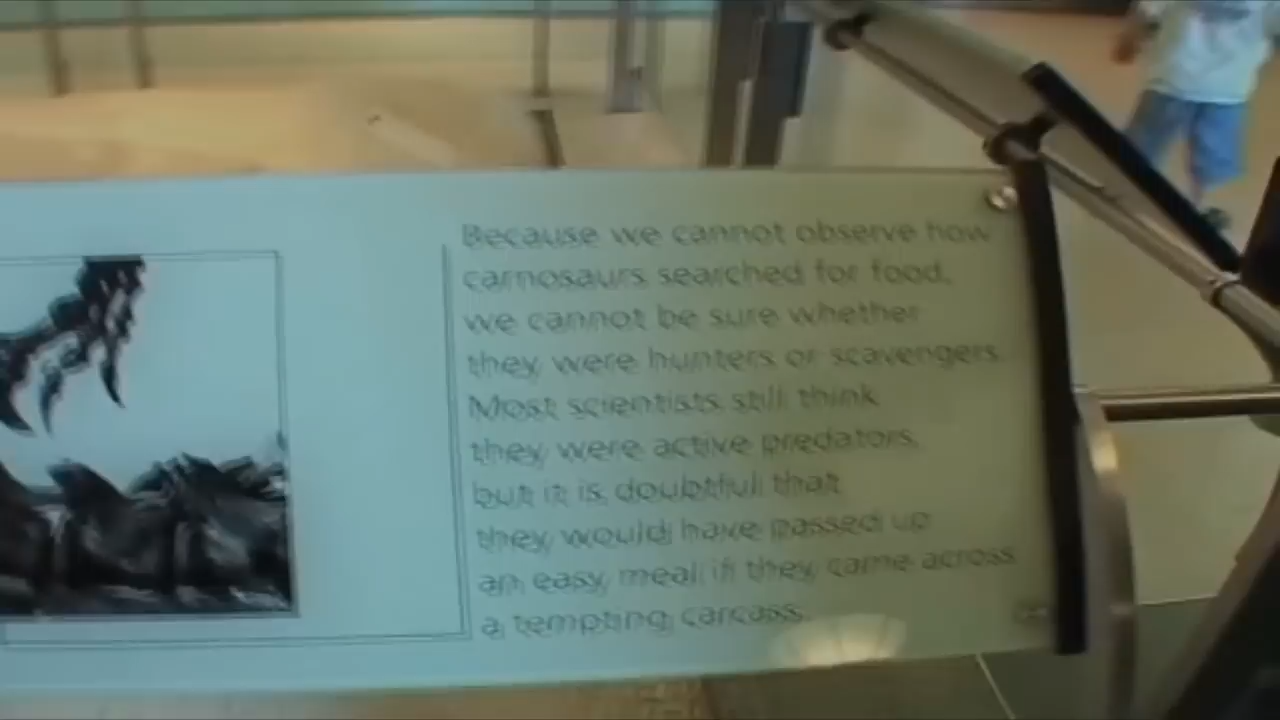 Because we cannot observe how
carnosaurs searched for food,
we cannot be sure whether
they were hunters or scavengers.
Most scientists still think
they were active predators,
but it is doubtful that
they would have passed up
an easy meal if they came across
a tempting carcass.